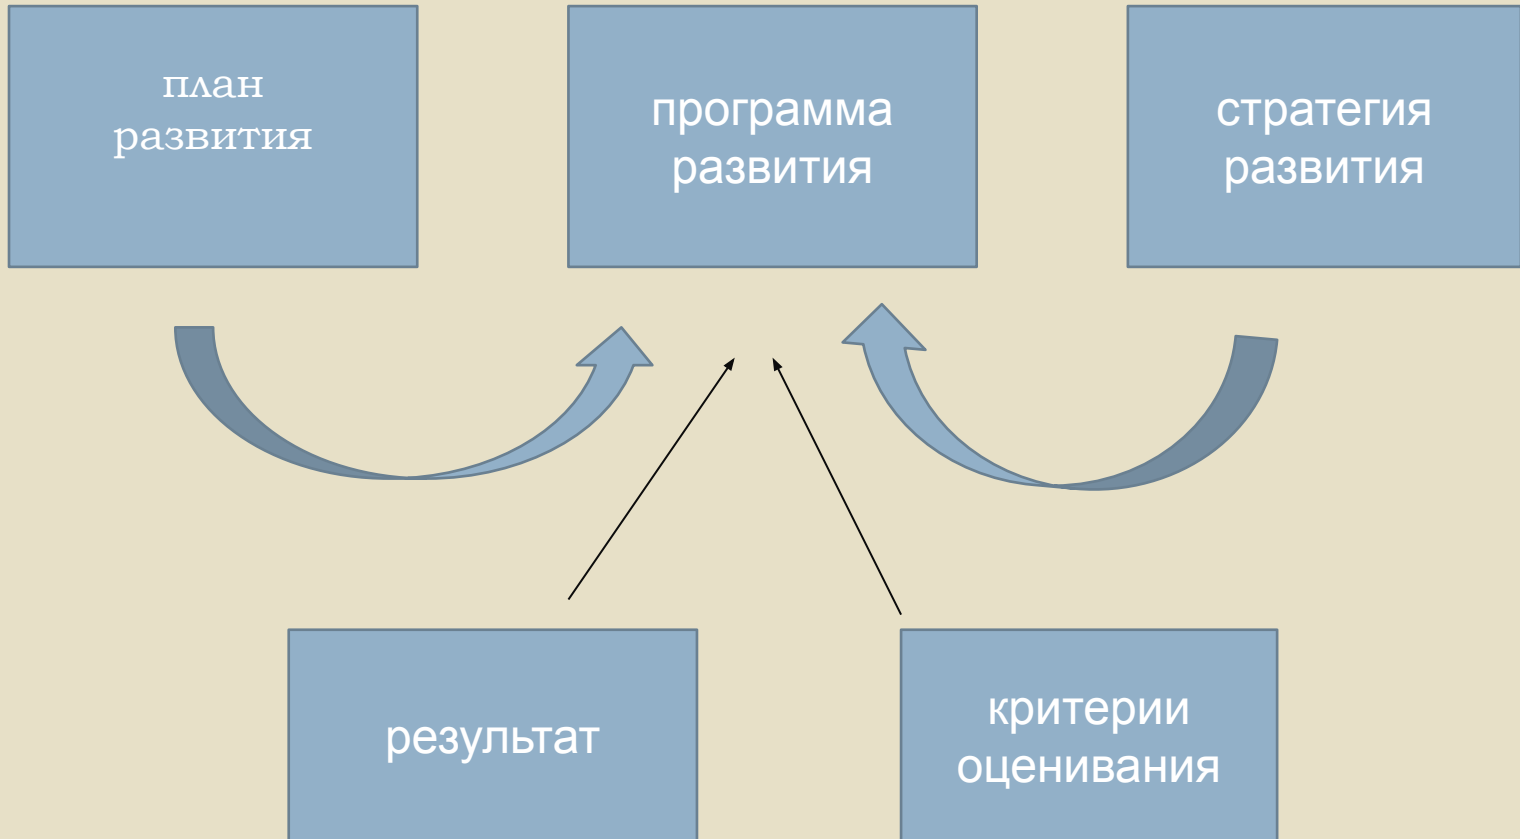 план
развития
программа
развития
стратегия
развития
результат
критерии
оценивания